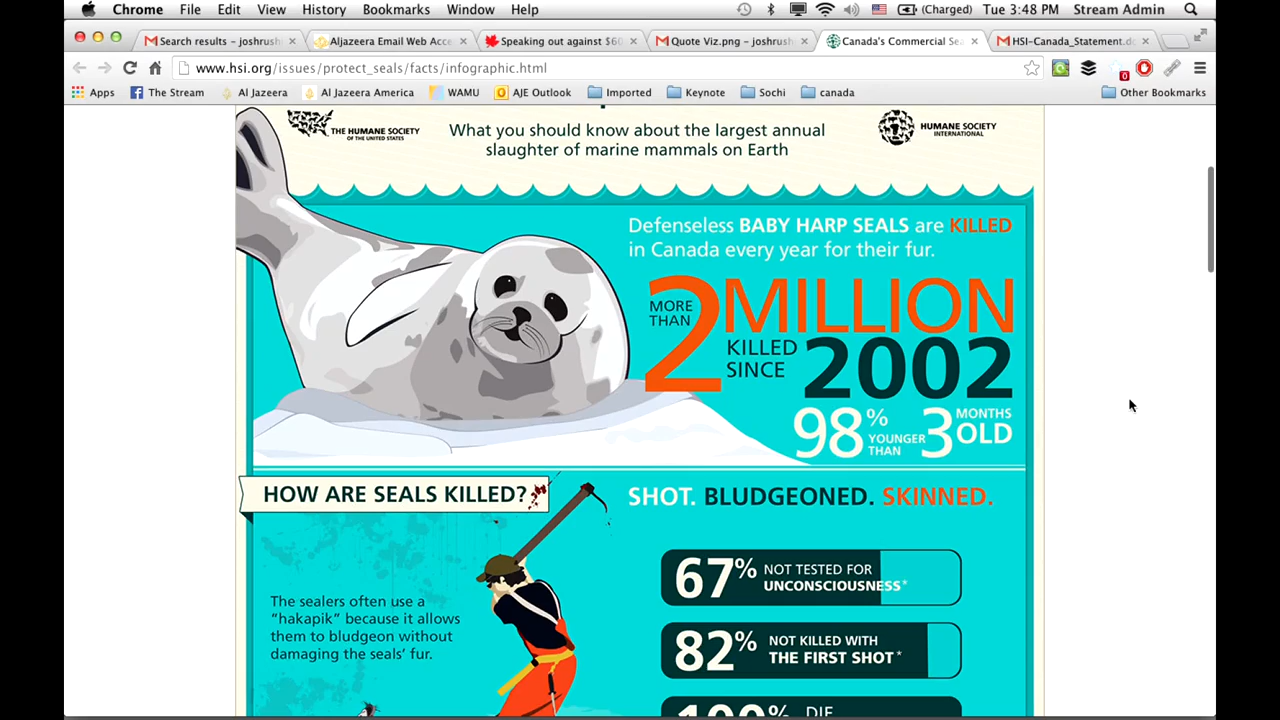 Chrome File Edit View History Bookmarks Window Help (Charged) Tue 3:48 PM Stream Admin
Search results – joshrush Aljazeera Email Web Acce Speaking out against $60 Quote Viz.png – joshrush Canada's Commercial Sea HSI-Canada_Statement.do
www.hsi.org/issues/protect_seals/facts/infographic.html 0
Apps The Stream Al Jazeera Al Jazeera America WAMU AJE Outlook Imported Keynote Sochi canada Other Bookmarks
THE HUMANE SOCIETY
OF THE UNITED STATES
What you should know about the largest annual
slaughter of marine mammals on Earth
HUMANE SOCIETY
INTERNATIONAL
Defenseless BABY HARP SEALS are KILLED
in Canada every year for their fur.
MORE
THAN
2 MILLION
KILLED
SINCE
2002
98%
YOUNGER
THAN
3
MONTHS
OLD
HOW ARE SEALS KILLED?
SHOT. BLUDGEONED. SKINNED.
The sealers often use a
“hakapik” because it allows
them to bludgeon without
damaging the seals’ fur.
67% NOT TESTED FOR
UNCONSCIOUSNESS*
82% NOT KILLED WITH
THE FIRST SHOT*
100% DIE